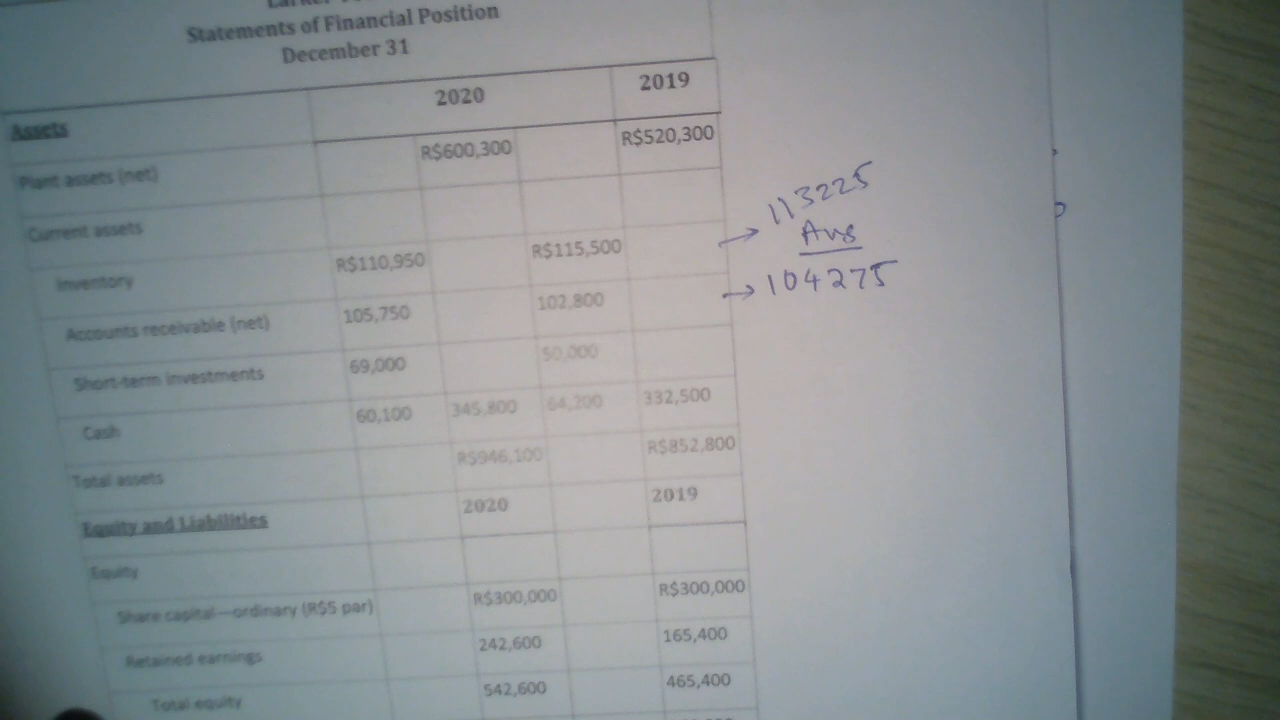 Statements of Financial Position
December 31
2020 2019
Assets
Plant assets (net) R$600,300 R$520,300
Current assets
Inventory R$110,950 R$115,500 → 113225
Avg
Accounts receivable (net) 105,750 102,800 → 104275
Short-term investments 69,000 50,000
Cash 60,100 345,800 64,200 332,500
Total assets R$946,100 R$852,800
Equity and Liabilities 2020 2019
Equity
Share capital—ordinary (R$5 par) R$300,000 R$300,000
Retained earnings 242,600 165,400
Total equity 542,600 465,400